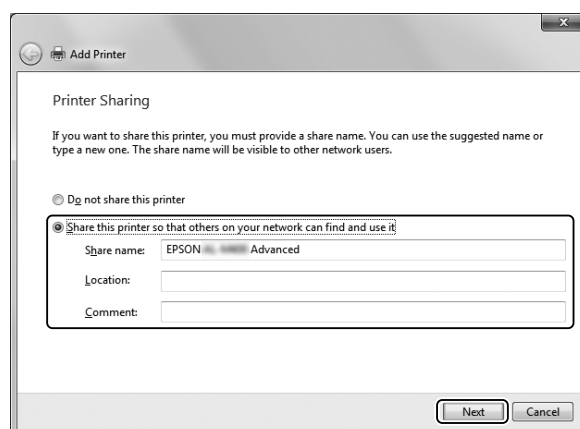 Add Printer
Printer Sharing
If you want to share this printer, you must provide a share name. You can use the suggested name or
type a new one. The share name will be visible to other network users.
Do not share this printer
Share this printer so that others on your network can find and use it
Share name: EPSON Advanced
Location:
Comment:
Next Cancel